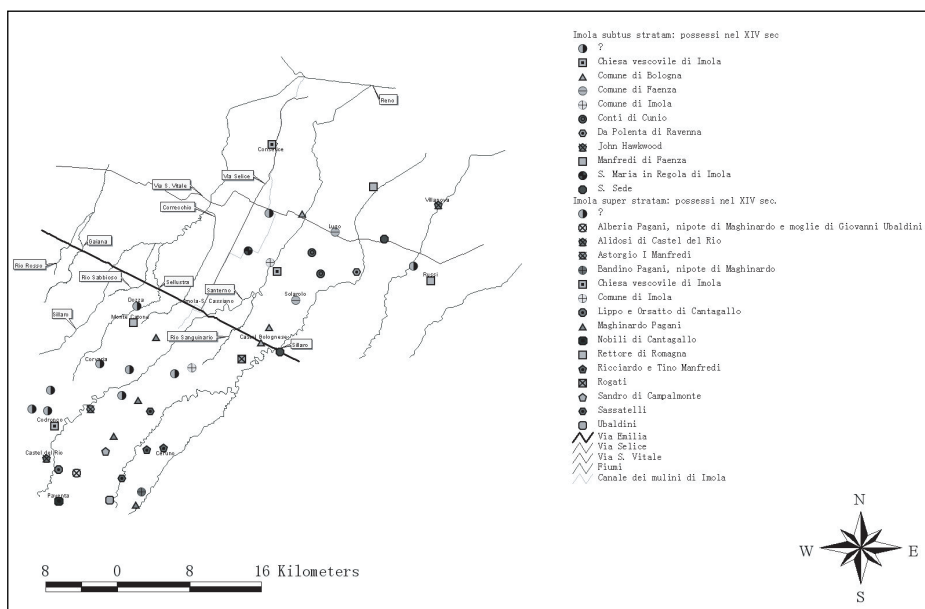 Imola subtus stratam: possessi nel XIV sec
?
Chiesa vescovile di Imola
Comune di Bologna
Comune di Faenza
Comune di Imola
Conti di Cunio
Da Polenta di Ravenna
John Hawkwood
Manfredi di Faenza
S. Maria in Regola di Imola
S. Sede
Imola super stratam: possessi nel XIV sec.
?
Alberia Pagani, nipote di Maghinardo e moglie di Giovanni Ubaldini
Alidosi di Castel del Rio
Astorgio I Manfredi
Bandino Pagani, nipote di Maghinardo
Chiesa vescovile di Imola
Comune di Imola
Lippo e Orsatto di Cantagallo
Maghinardo Pagani
Nobili di Cantagallo
Rettore di Romagna
Ricciardo e Tino Manfredi
Rogati
Sandro di Campalmonte
Sassatelli
Ubaldini
Via Emilia
Via Selice
Via S. Vitale
Fiumi
Canale dei mulini di Imola
Reno
Conselice
Via Selice
Via S. Vitale
Correcchio
Villanova
Lugo
Gaiana
Rio Rosso
Russi
Rio Sabbioso
Sellustra
Santerno
Solarolo
Dozza
Imola-S. Cassiano
Sillaro
Monte Catone
Rio Sanguinario
Castel Bolognese
Sillaro
Corvaria
Codronco
Castel del Rio
Ceruno
8 0 8 16 Kilometers
N
W E
S